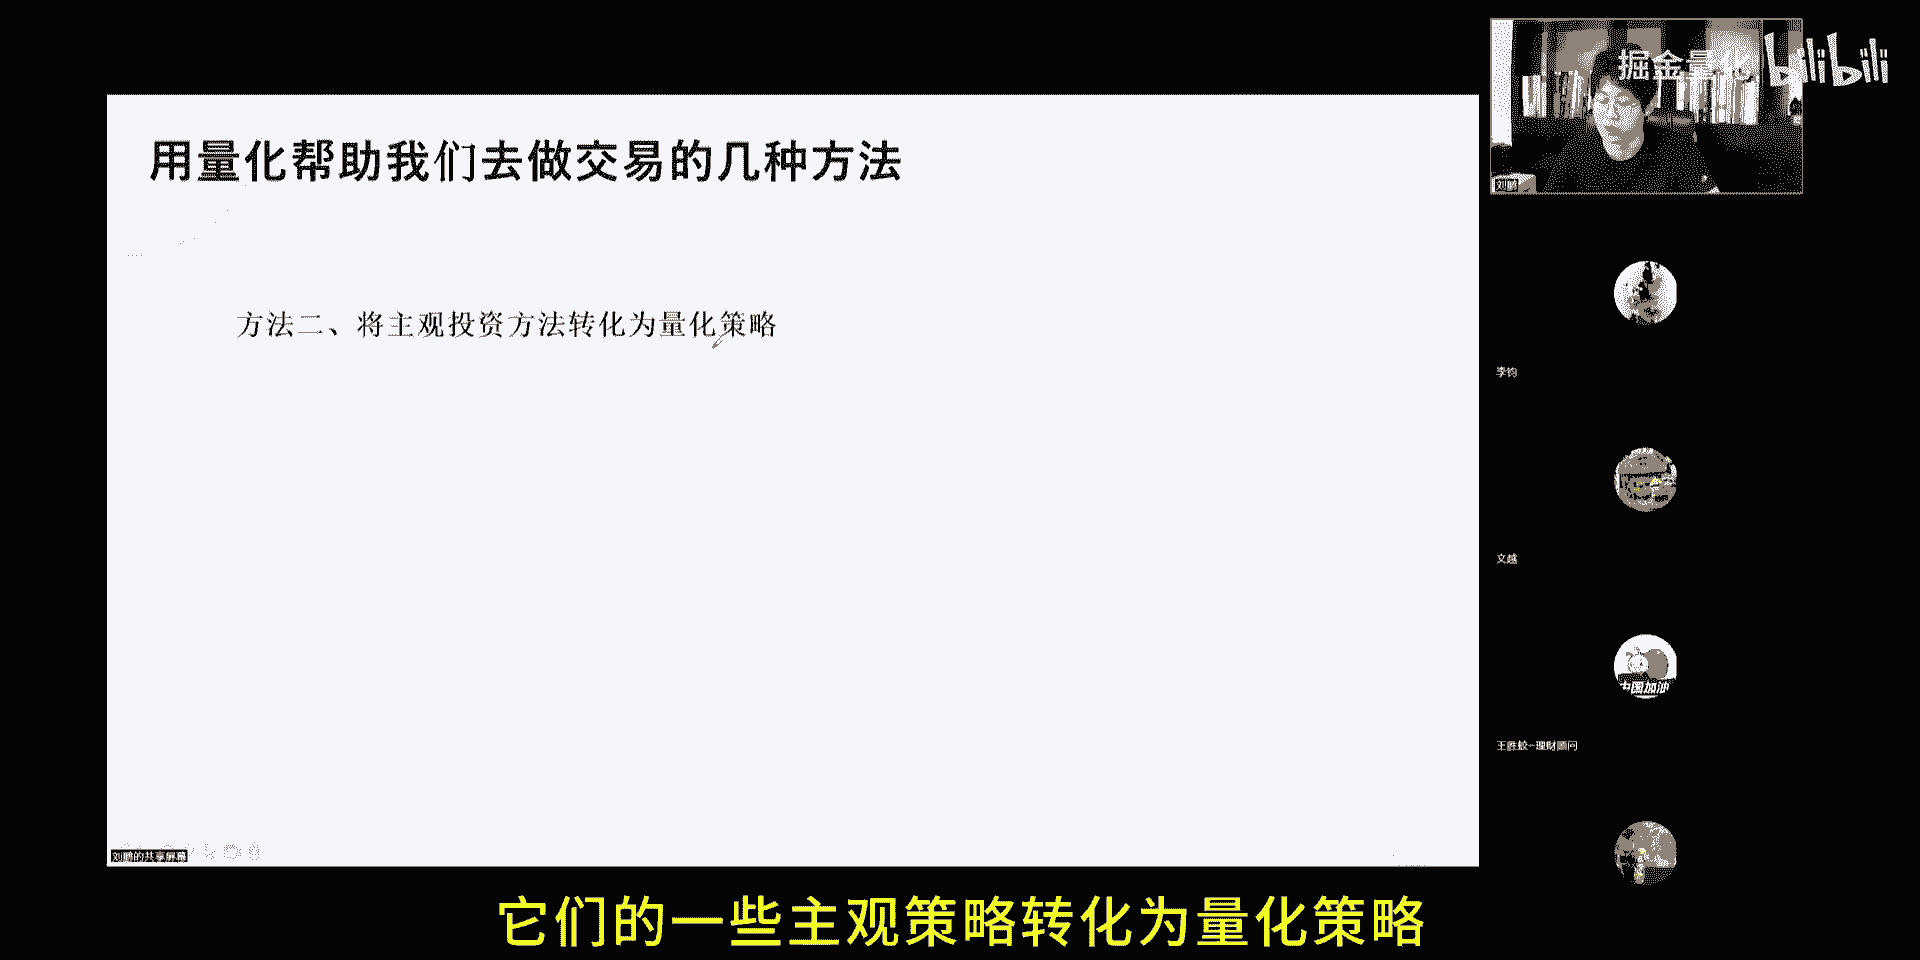 掘金量化 bilibili
用量化帮助我们去做交易的几种方法
方法二、将主观投资方法转化为量化策略
刘鹏
李钧
文越
中国加油
王胜蛟--理财顾问
刘鹏的共享屏幕
它们的一些主观策略转化为量化策略